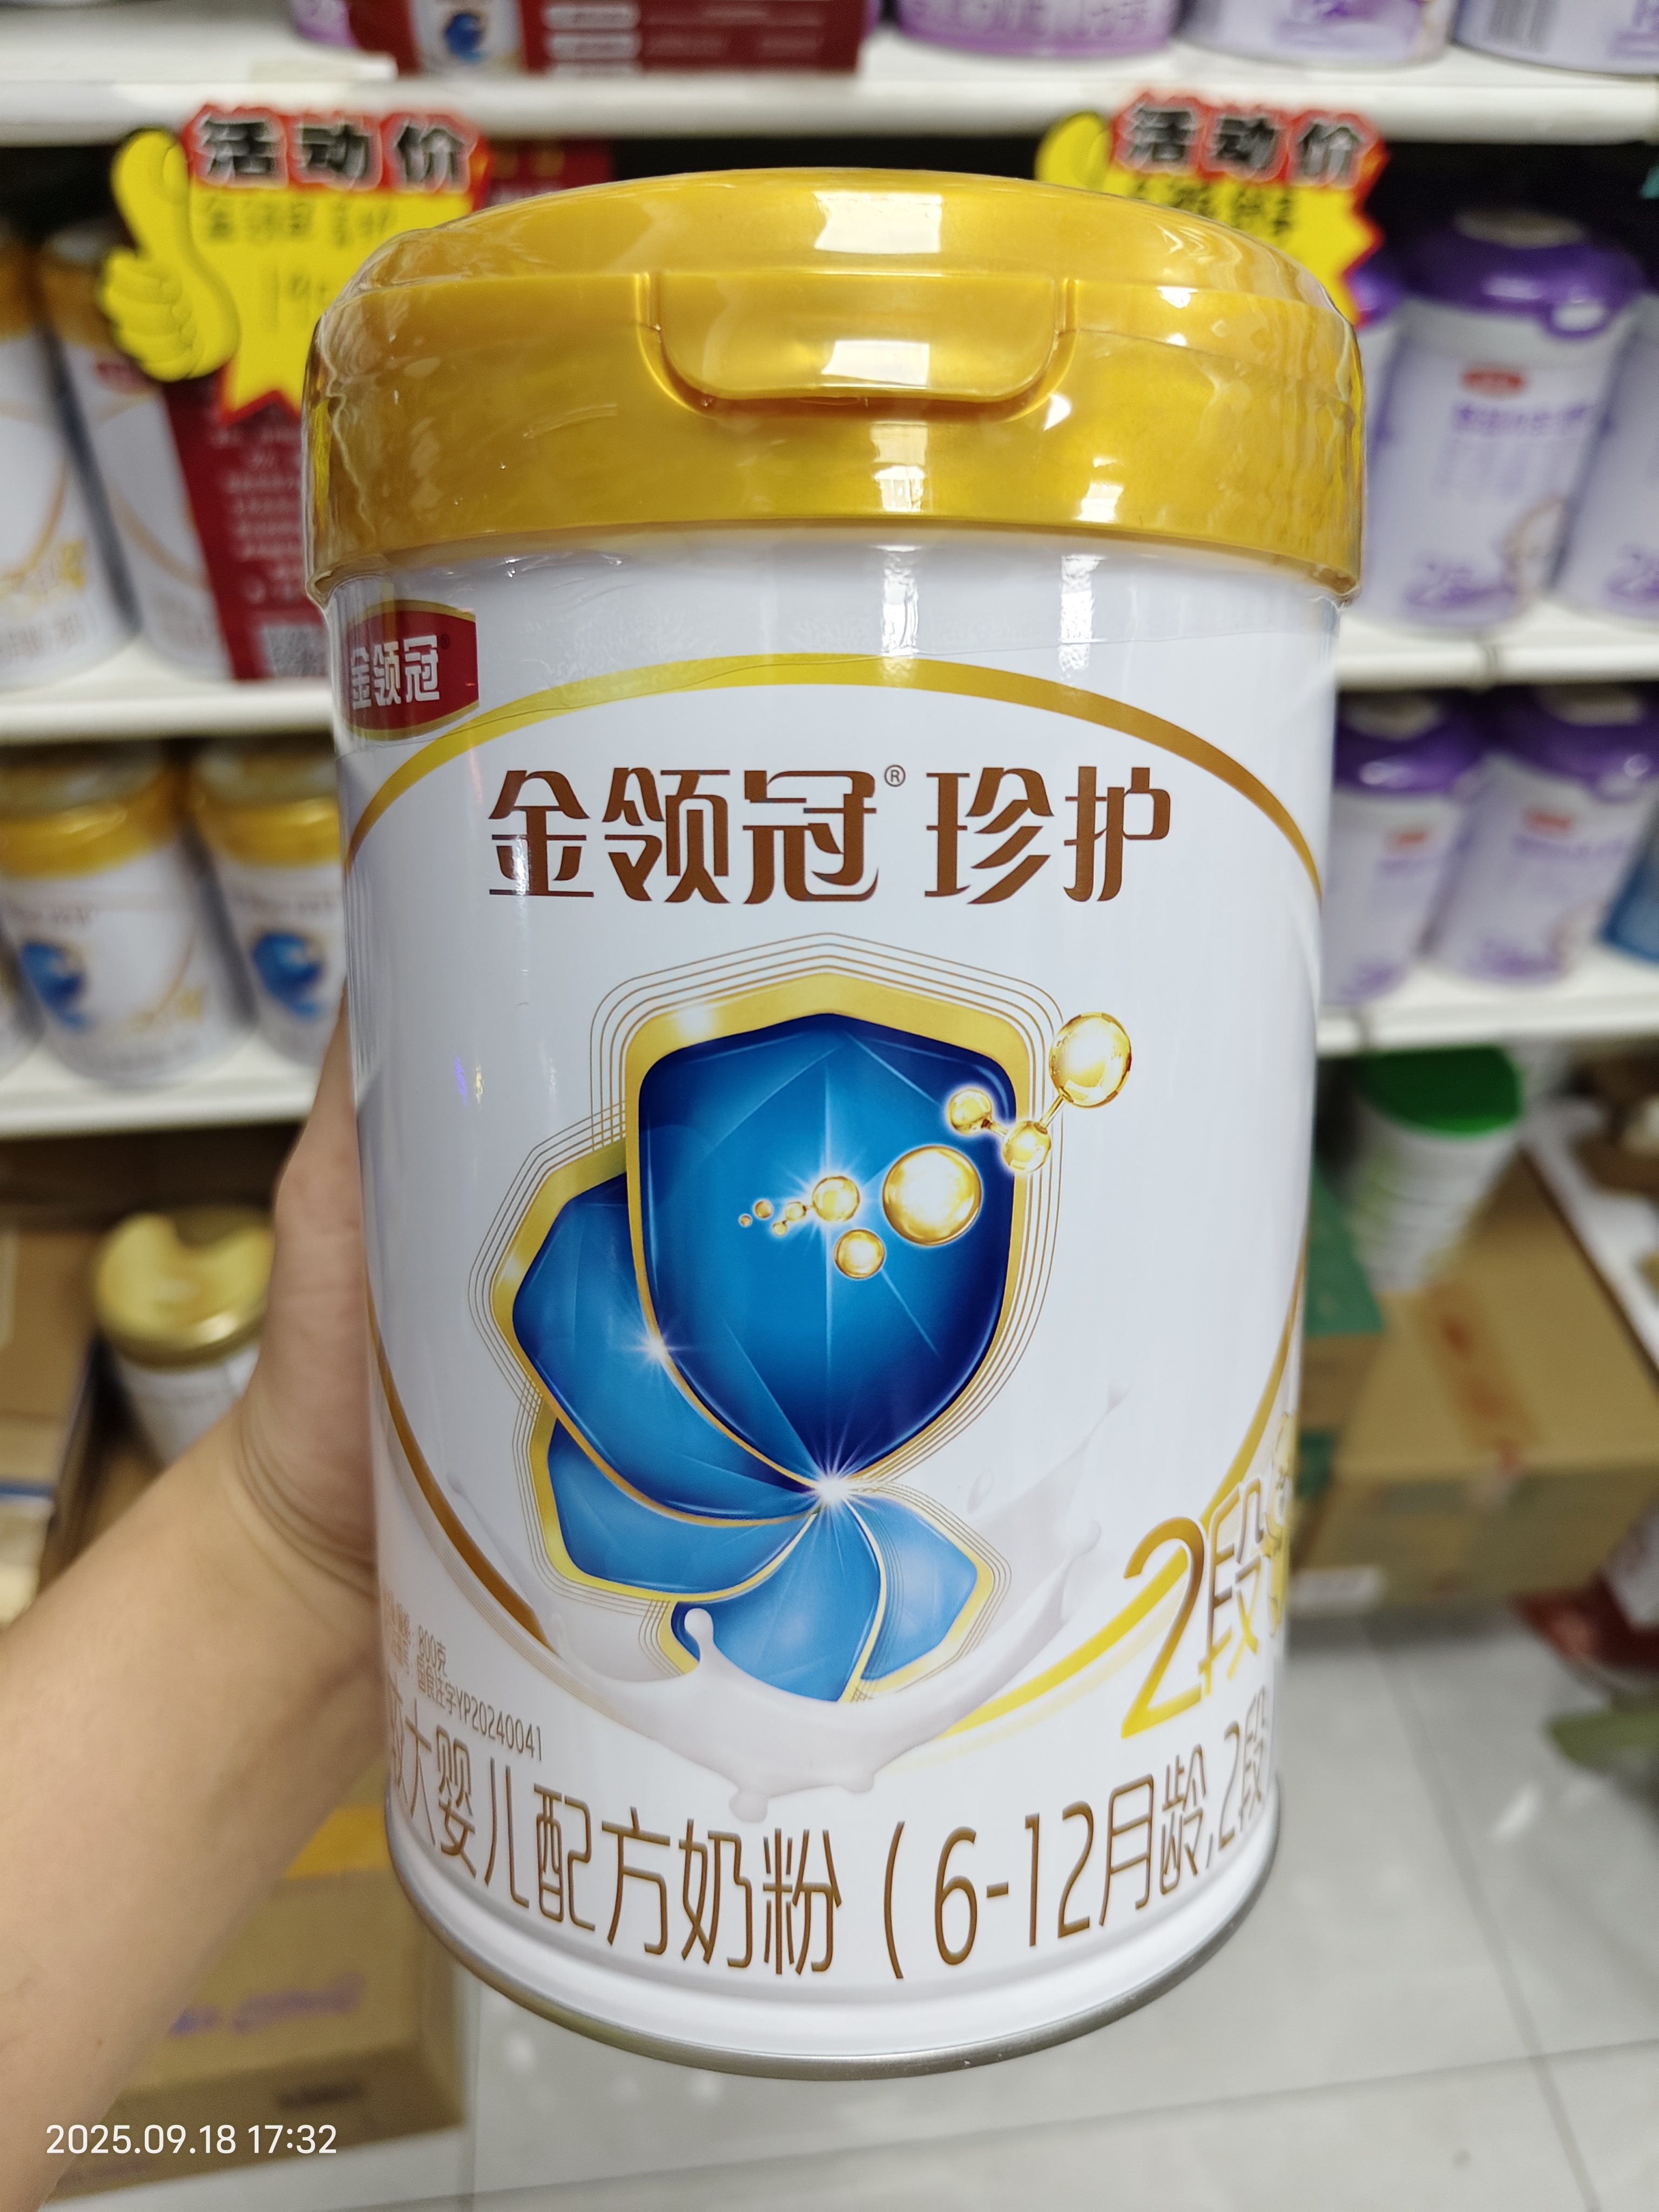 活动价
活动价
金领冠
金领冠® 珍护
2段
800克
国食注字YP20240041
大婴儿配方奶粉（6-12月龄,2段
2025.09.18 17:32